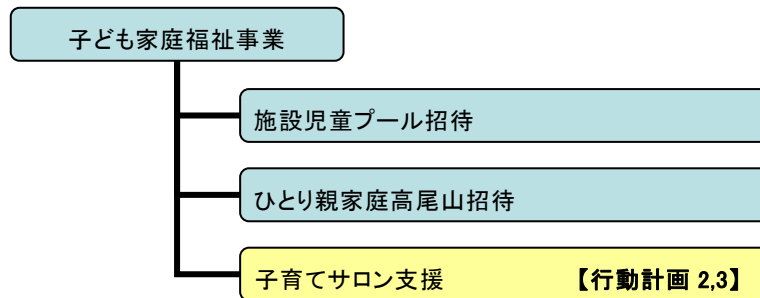 子ども家庭福祉事業
施設児童プール招待
ひとり親家庭高尾山招待
子育てサロン支援 【行動計画 2,3】